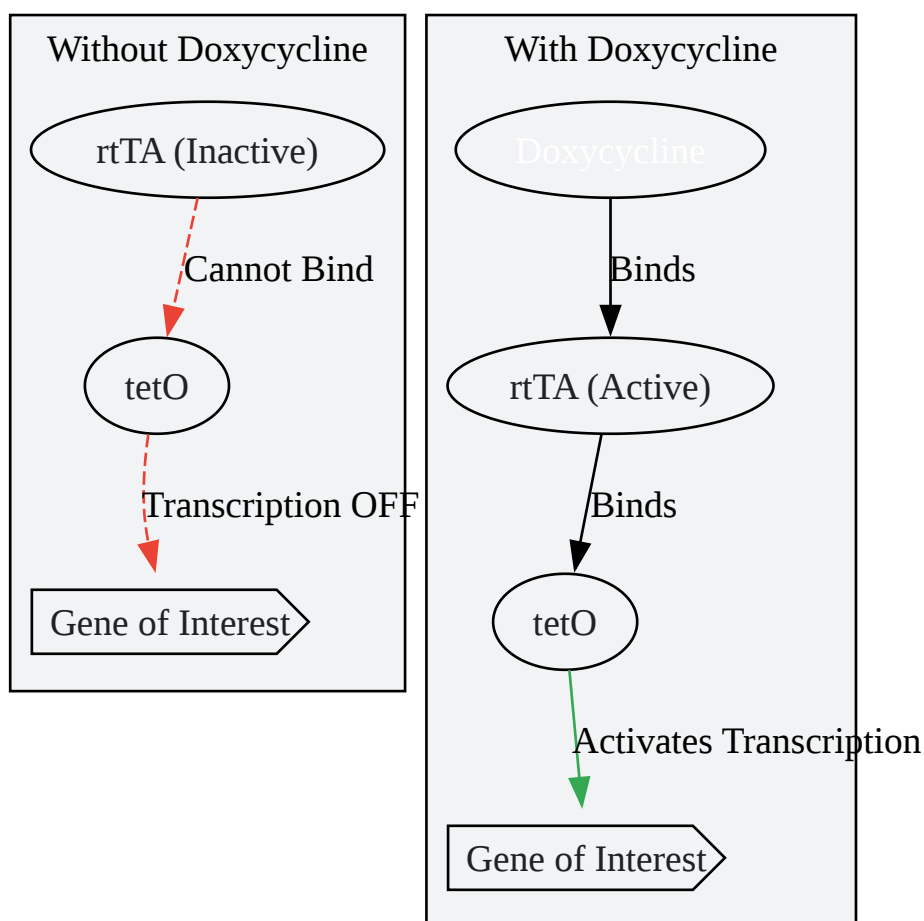 Without Doxycycline
rtTA (Inactive)
Cannot Bind
tetO
Transcription OFF
Gene of Interest
With Doxycycline
Doxycycline
Binds
rtTA (Active)
Binds
tetO
Activates Transcription
Gene of Interest